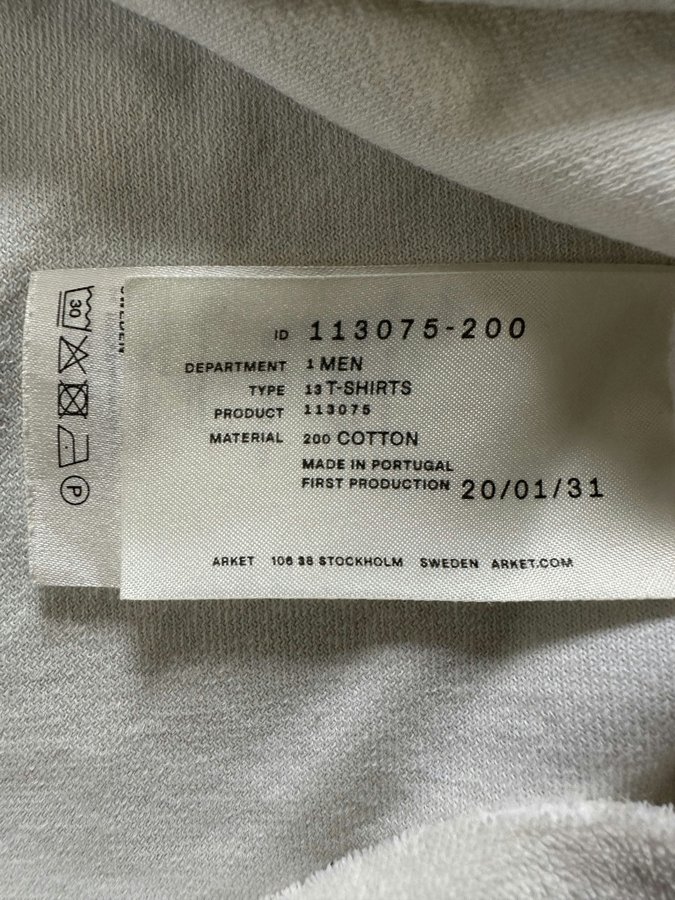 ID 113075-200
DEPARTMENT 1 MEN
TYPE 13 T-SHIRTS
PRODUCT 113075
MATERIAL 200 COTTON
MADE IN PORTUGAL
FIRST PRODUCTION 20/01/31
ARKET 106 38 STOCKHOLM SWEDEN ARKET.COM
30
P